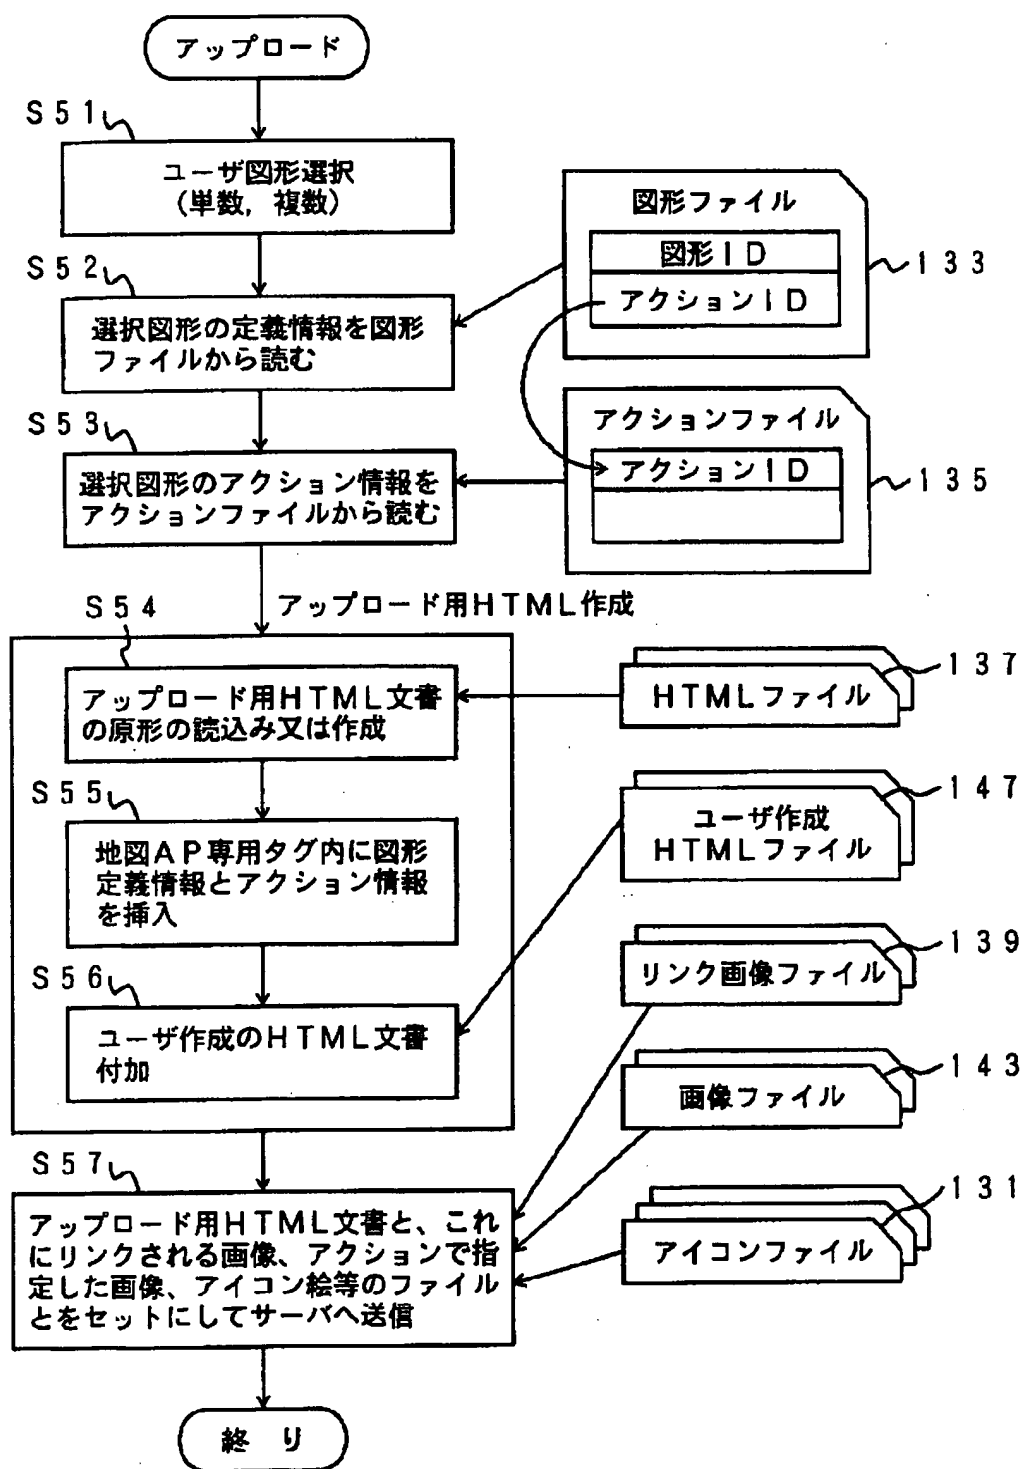 アップロード
S51
ユーザ図形選択
(単数，複数)
図形ファイル
図形ID
アクションID
133
S52
選択図形の定義情報を図形
ファイルから読む
アクションファイル
アクションID
135
S53
選択図形のアクション情報を
アクションファイルから読む
アップロード用HTML作成
S54
アップロード用HTML文書
の原形の読込み又は作成
HTMLファイル
137
S55
地図AP専用タグ内に図形
定義情報とアクション情報
を挿入
ユーザ作成
HTMLファイル
147
リンク画像ファイル
139
S56
ユーザ作成のHTML文書
付加
画像ファイル
143
S57
アップロード用HTML文書と、これ
にリンクされる画像、アクションで指
定した画像、アイコン絵等のファイル
とをセットにしてサーバへ送信
アイコンファイル
131
終り